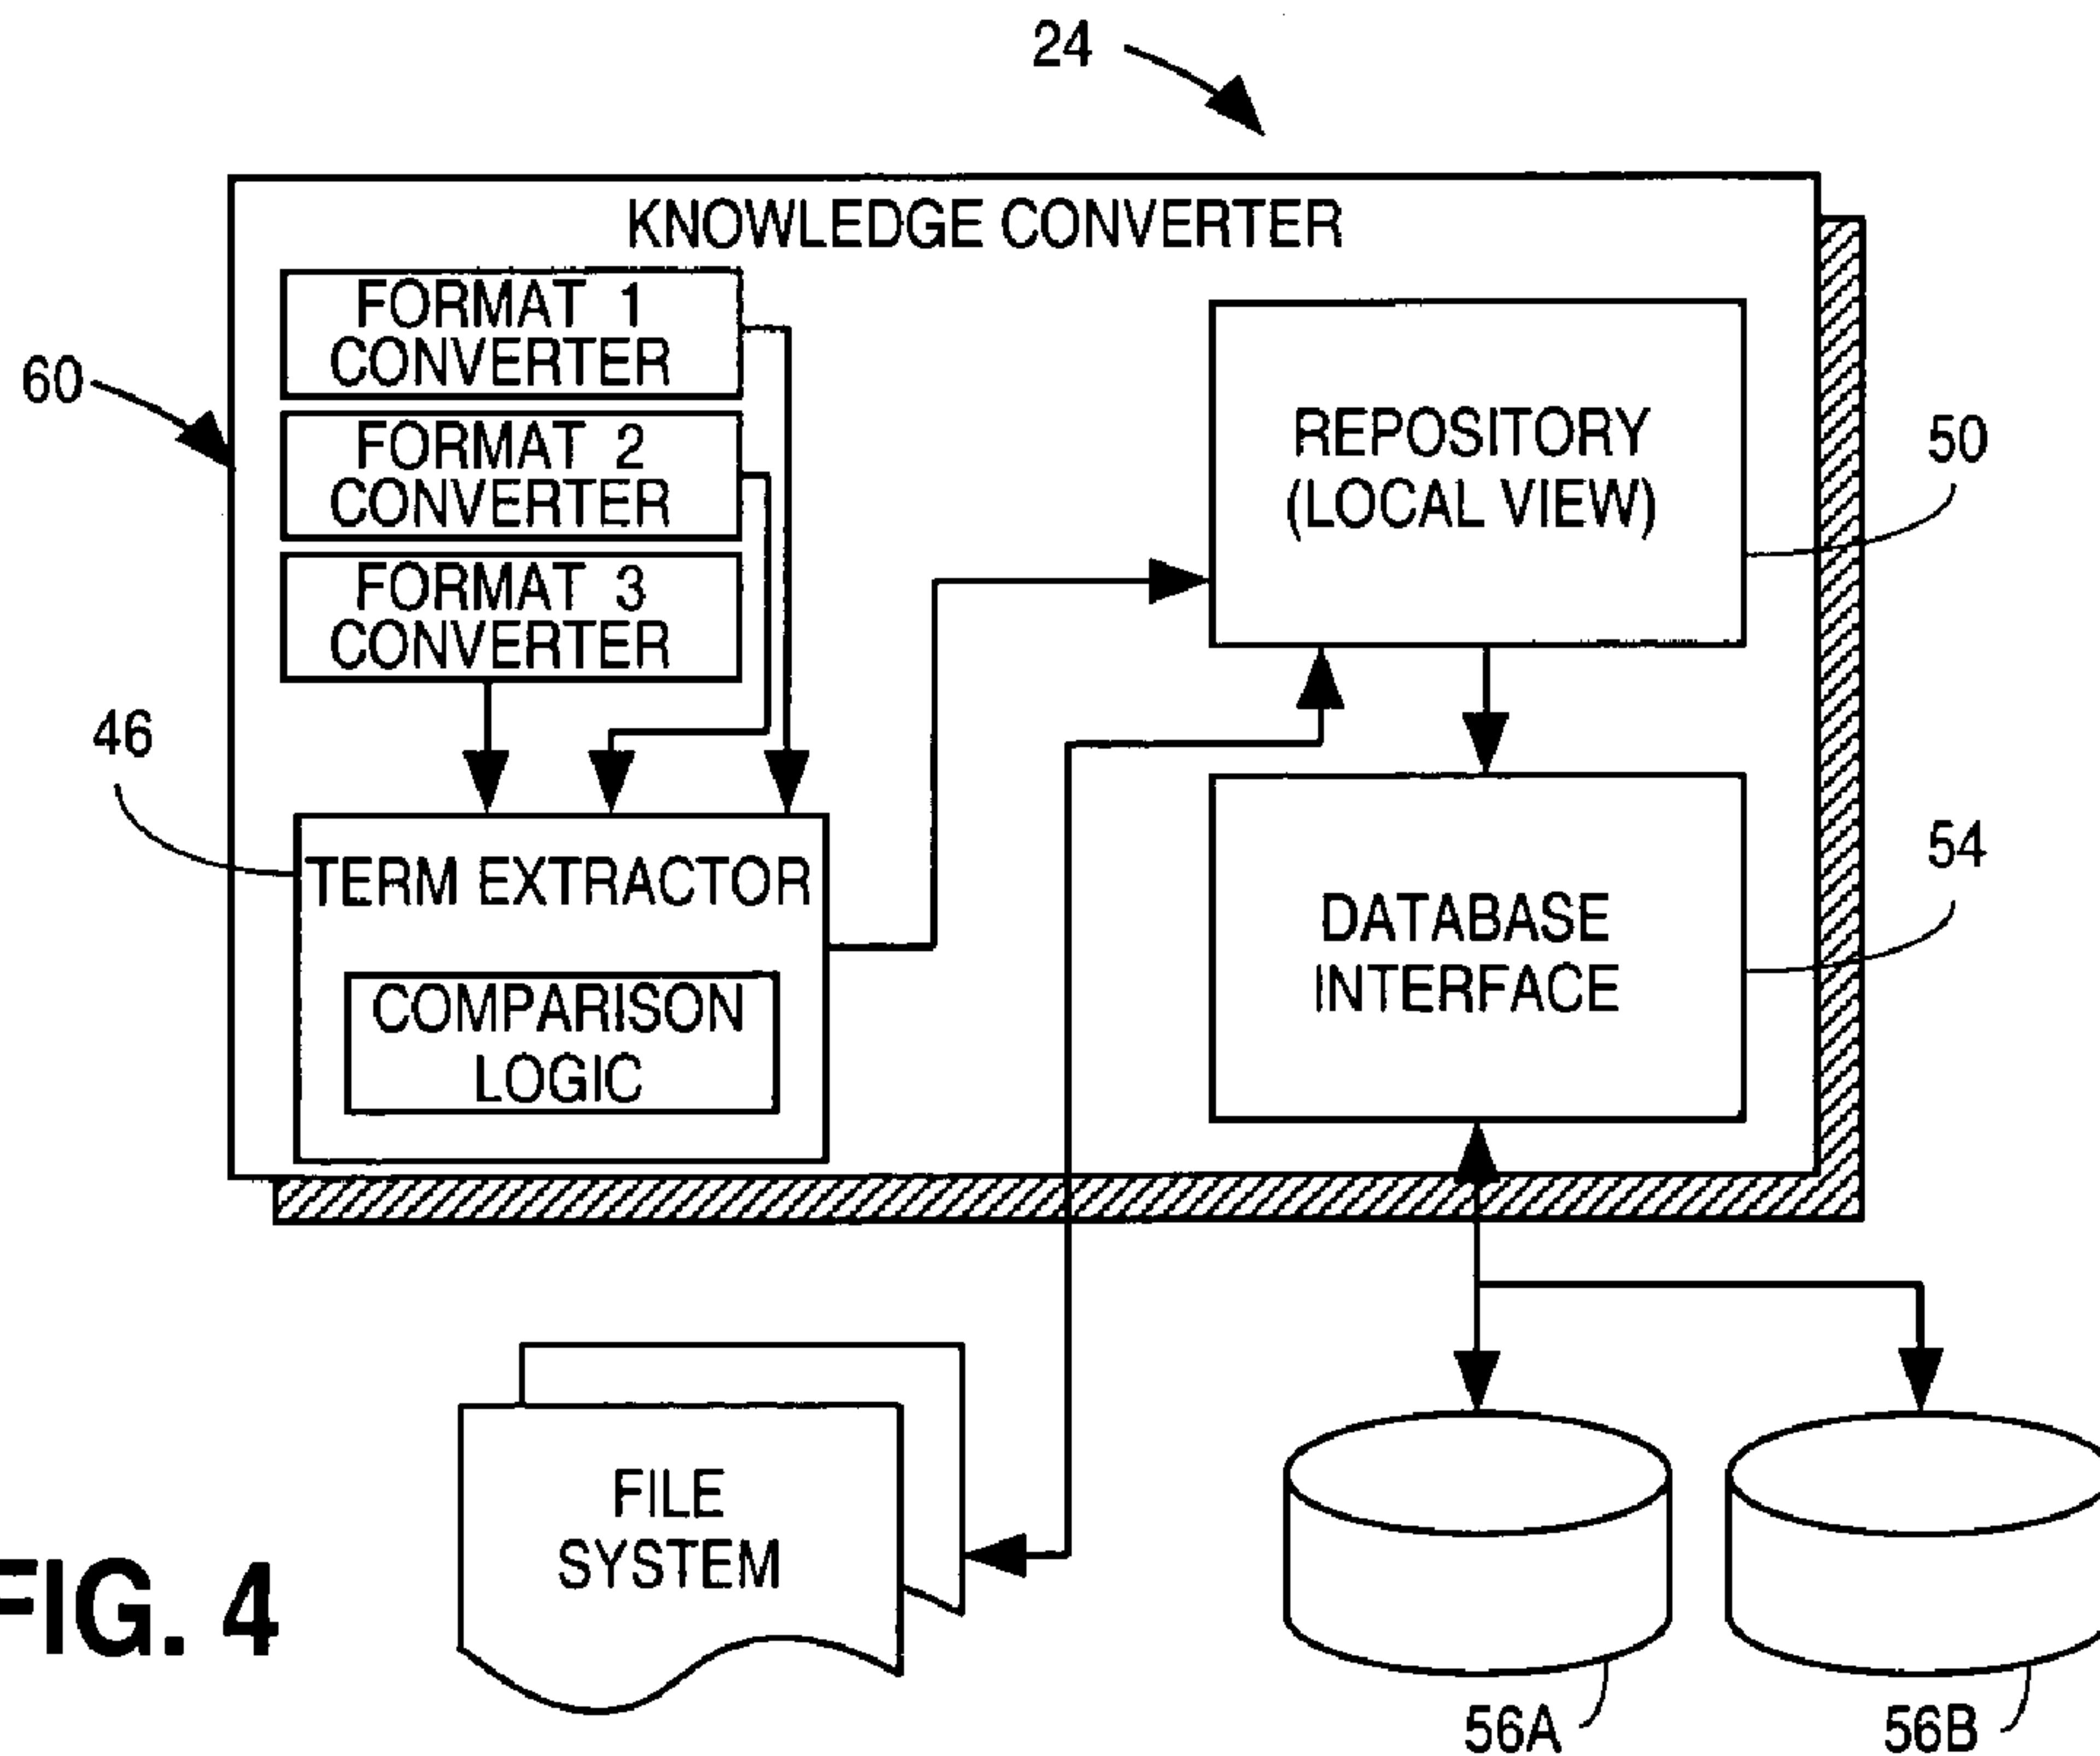 24
KNOWLEDGE CONVERTER
FORMAT 1
CONVERTER
60
FORMAT 2
CONVERTER
FORMAT 3
CONVERTER
REPOSITORY
(LOCAL VIEW)
50
46
TERM EXTRACTOR
COMPARISON
LOGIC
DATABASE
INTERFACE
54
FILE
SYSTEM
FIG. 4
56A
56B